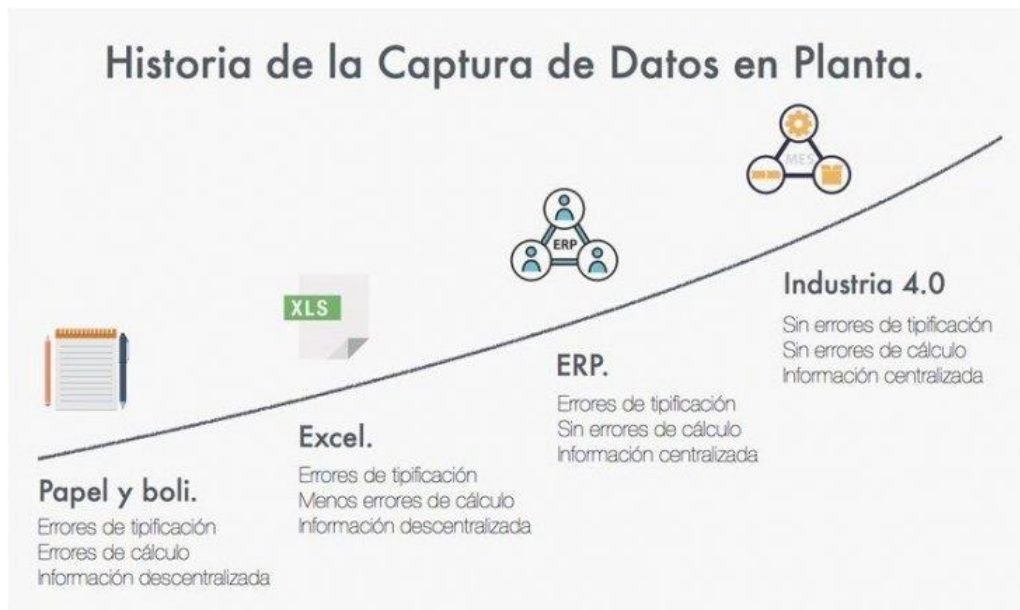 Historia de la Captura de Datos en Planta.
MES
ERP
Industria 4.0
Sin errores de tipificación
Sin errores de cálculo
Información centralizada
XLS
ERP.
Errores de tipificación
Sin errores de cálculo
Información centralizada
Excel.
Errores de tipificación
Menos errores de cálculo
Información descentralizada
Papel y boli.
Errores de tipificación
Errores de cálculo
Información descentralizada